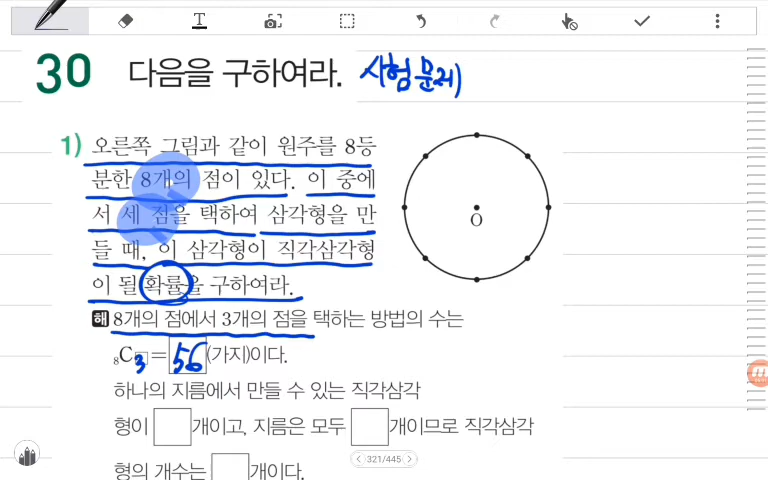 T
30 다음을 구하여라. 시험문제
1) 오른쪽 그림과 같이 원주를 8등
분한 8개의 점이 있다. 이 중에
서 세 점을 택하여 삼각형을 만
들 때, 이 삼각형이 직각삼각형
이 될 확률을 구하여라.
O
해 8개의 점에서 3개의 점을 택하는 방법의 수는
₈C3 = 56 (가지)이다.
하나의 지름에서 만들 수 있는 직각삼각
형이 개이고, 지름은 모두 개이므로 직각삼각
형의 개수는 개이다.
321/445